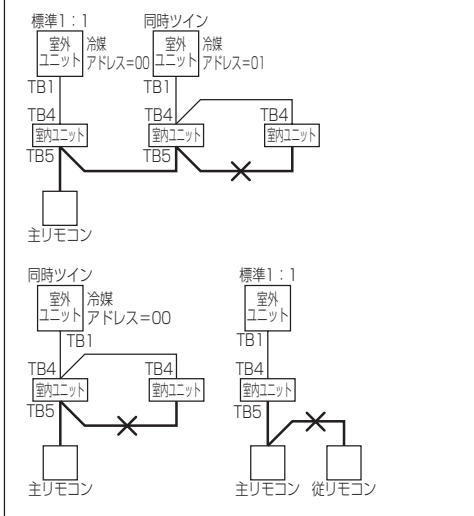 標準1：1 同時ツイン
室外 冷媒 室外 冷媒
ユニット アドレス=00 ユニット アドレス=01
TB1 TB1
TB4 TB4 TB4
室内ユニット 室内ユニット 室内ユニット
TB5 TB5
主リモコン
同時ツイン 標準1：1
室外 冷媒 室外
ユニット アドレス=00 ユニット
TB1 TB1
TB4 TB4 TB4
室内ユニット 室内ユニット 室内ユニット
TB5 TB5
主リモコン 主リモコン 従リモコン